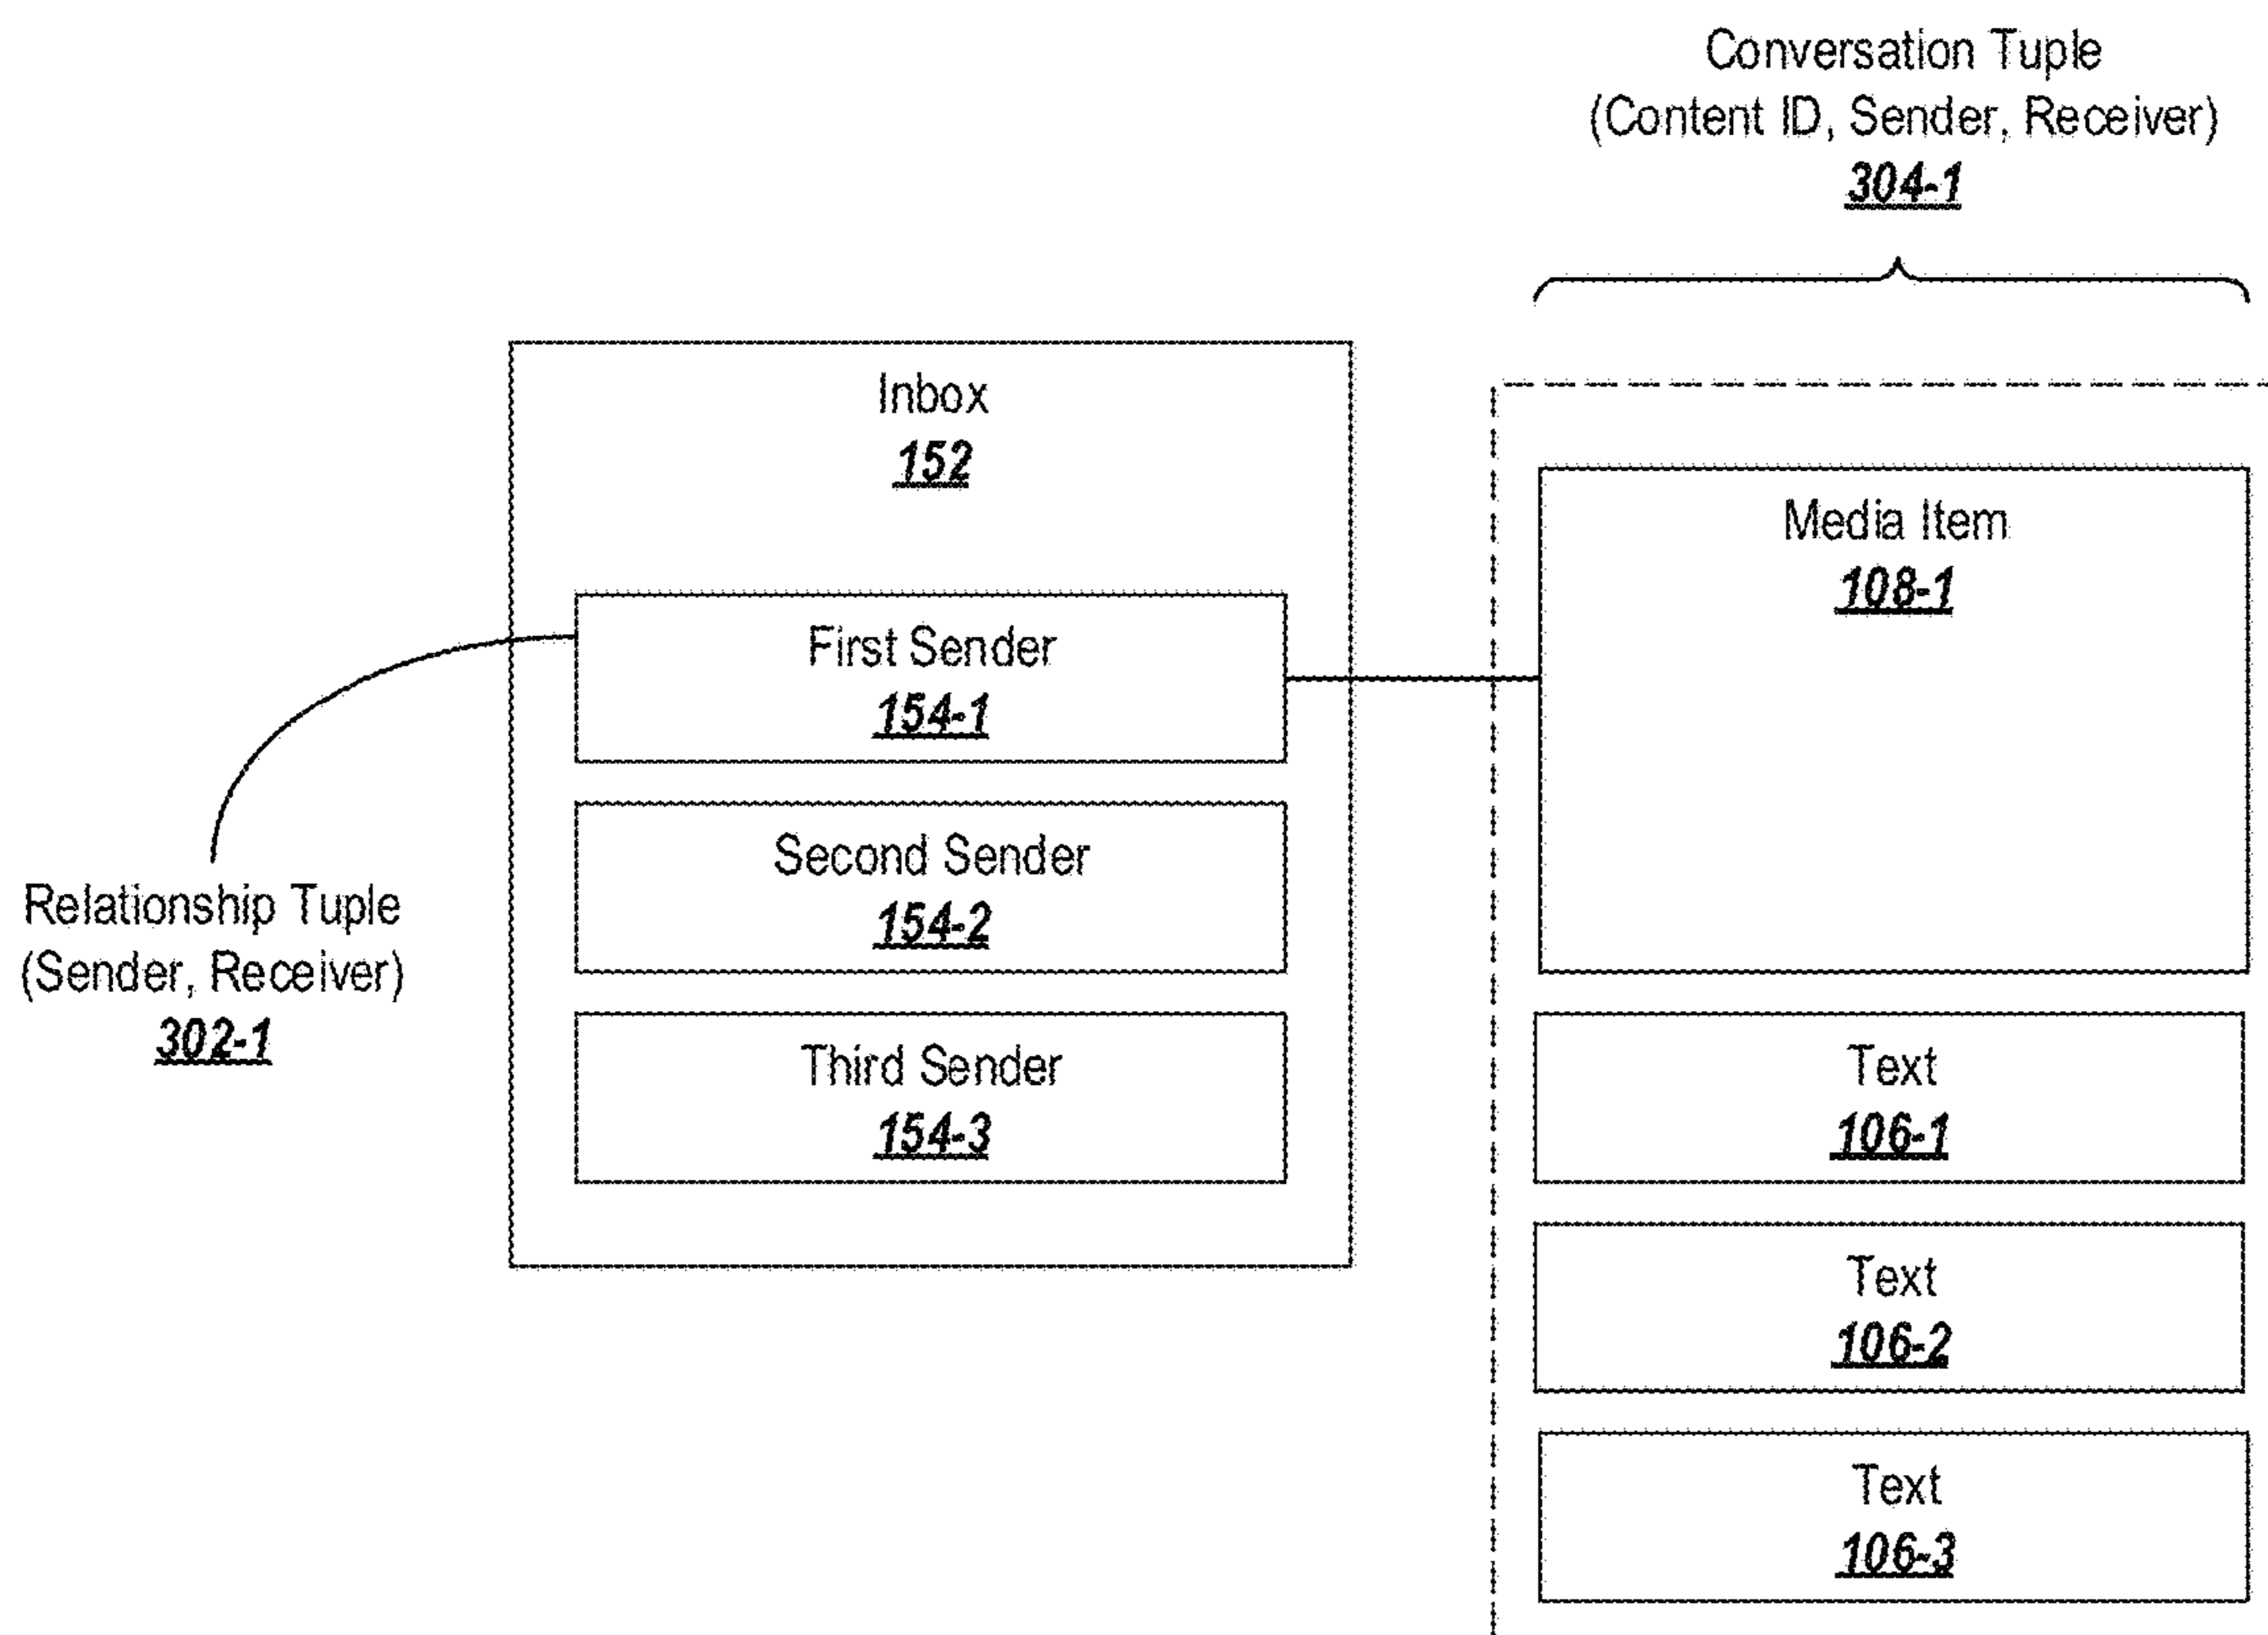 Conversation Tuple
(Content ID, Sender, Receiver)
304-1
Inbox
152
First Sender
154-1
Second Sender
154-2
Third Sender
154-3
Relationship Tuple
(Sender, Receiver)
302-1
Media Item
108-1
Text
106-1
Text
106-2
Text
106-3